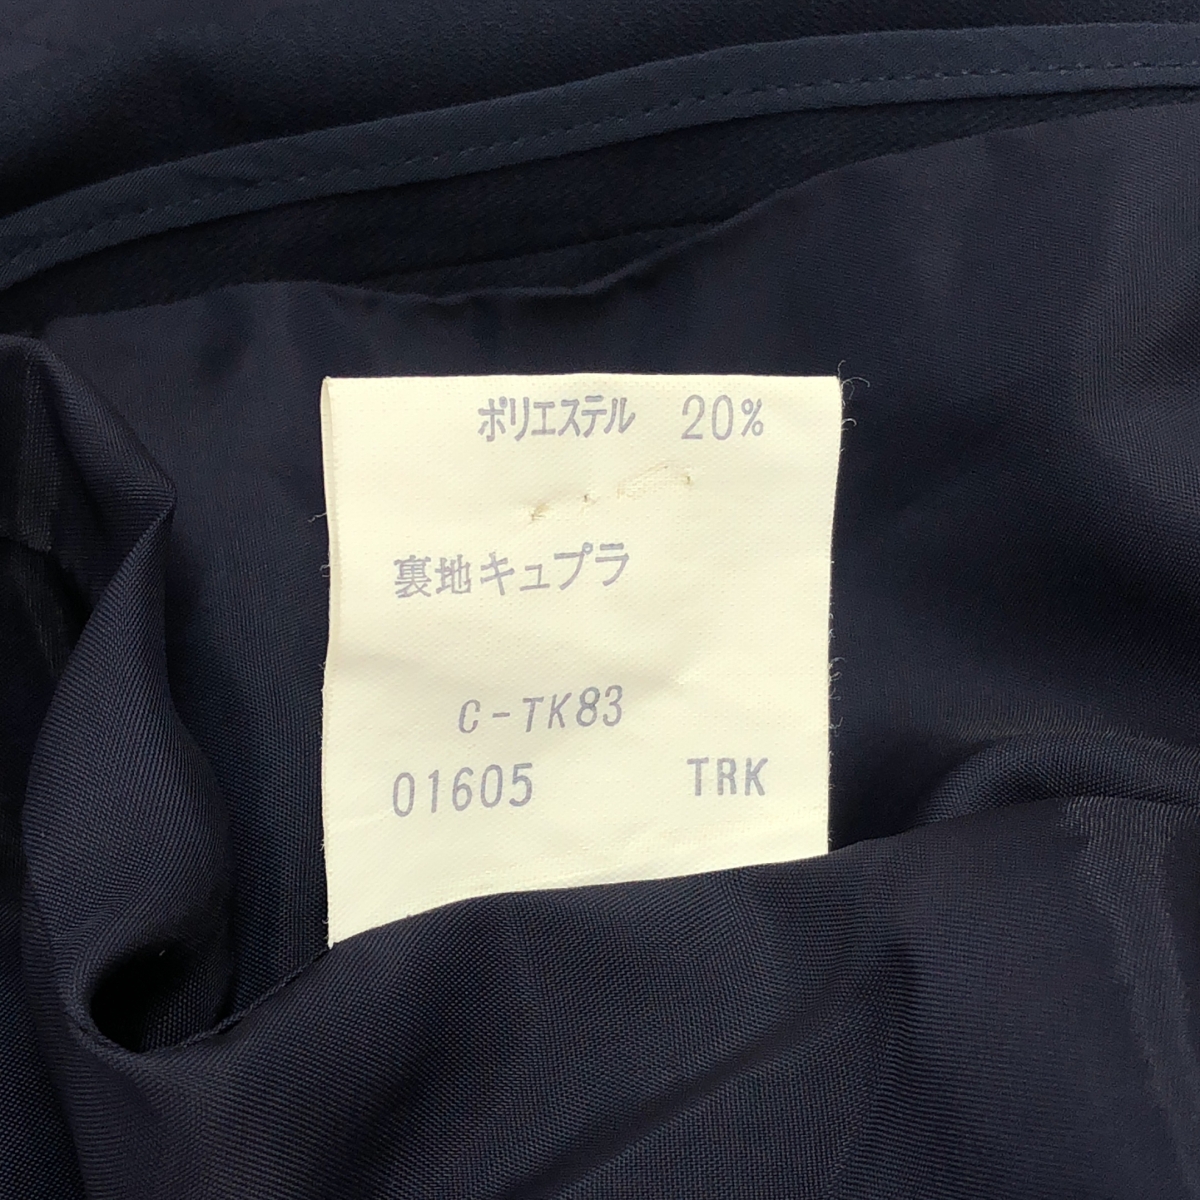 ポリエステル 20%
裏地キュプラ
C-TK83
01605 TRK